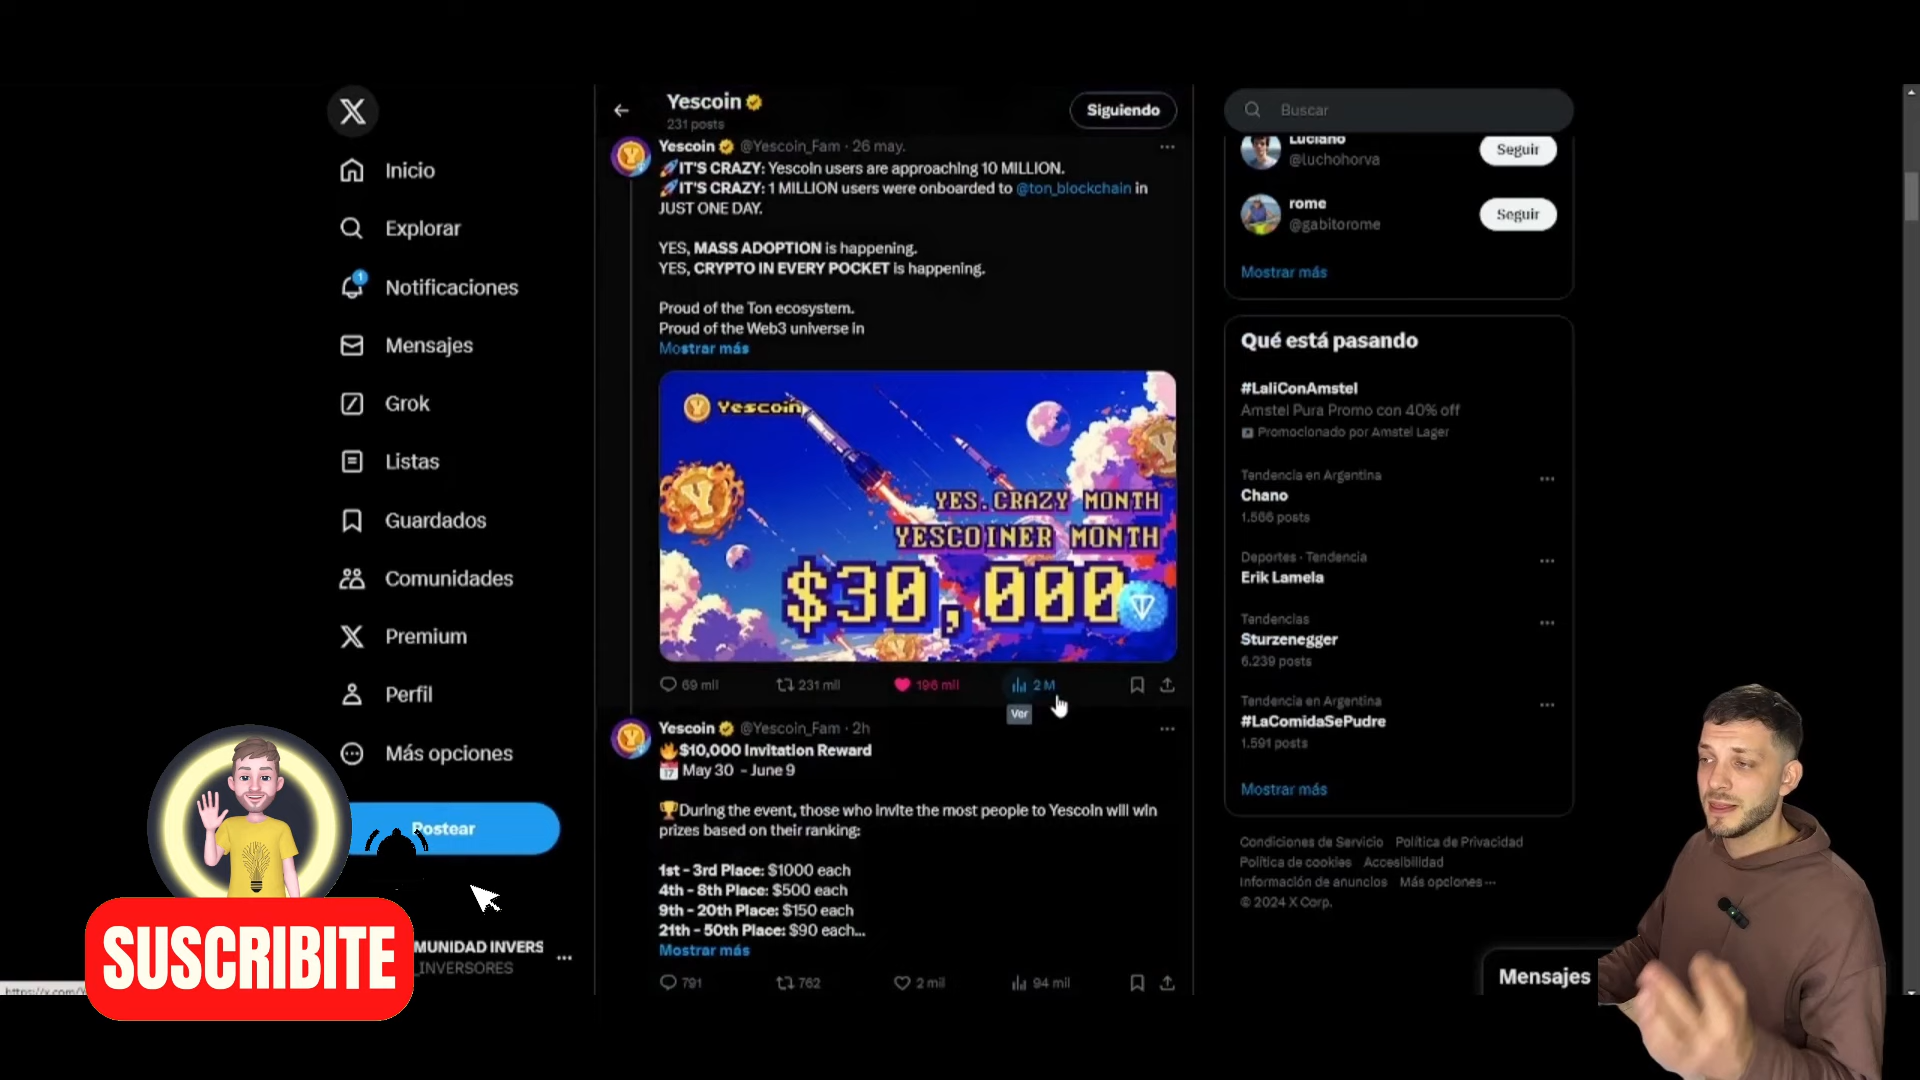 Inicio
Explorar
1
Notificaciones
Mensajes
Grok
Listas
Guardados
Comunidades
Premium
Perfil
Más opciones
Postear
MUNIDAD INVERS
_INVERSORES
SUSCRIBITE
Yescoin
231 posts
Siguiendo
Yescoin @Yescoin_Fam · 26 may.
IT'S CRAZY: Yescoin users are approaching 10 MILLION.
IT'S CRAZY: 1 MILLION users were onboarded to @ton_blockchain in
JUST ONE DAY.
YES, MASS ADOPTION is happening.
YES, CRYPTO IN EVERY POCKET is happening.
Proud of the Ton ecosystem.
Proud of the Web3 universe in
Mostrar más
Yescoin
YES.CRAZY MONTH
YESCOINER MONTH
$30,000
69 mil 231 mil 196 mil 2 M
Ver
Yescoin @Yescoin_Fam · 2h
$10,000 Invitation Reward
May 30 - June 9
During the event, those who invite the most people to Yescoin will win
prizes based on their ranking:
1st - 3rd Place: $1000 each
4th - 8th Place: $500 each
9th - 20th Place: $150 each
21th - 50th Place: $90 each...
Mostrar más
791 762 2 mil 94 mil
Buscar
Luciano
@luchohorva
Seguir
rome
@gabitorome
Seguir
Mostrar más
Qué está pasando
#LaliConAmstel
Amstel Pura Promo con 40% off
Promocionado por Amstel Lager
Tendencia en Argentina
Chano
1.566 posts
Deportes · Tendencia
Erik Lamela
Tendencias
Sturzenegger
6.239 posts
Tendencia en Argentina
#LaComidaSePudre
1.591 posts
Mostrar más
Condiciones de Servicio Política de Privacidad
Política de cookies Accesibilidad
Información de anuncios Más opciones ···
© 2024 X Corp.
Mensajes